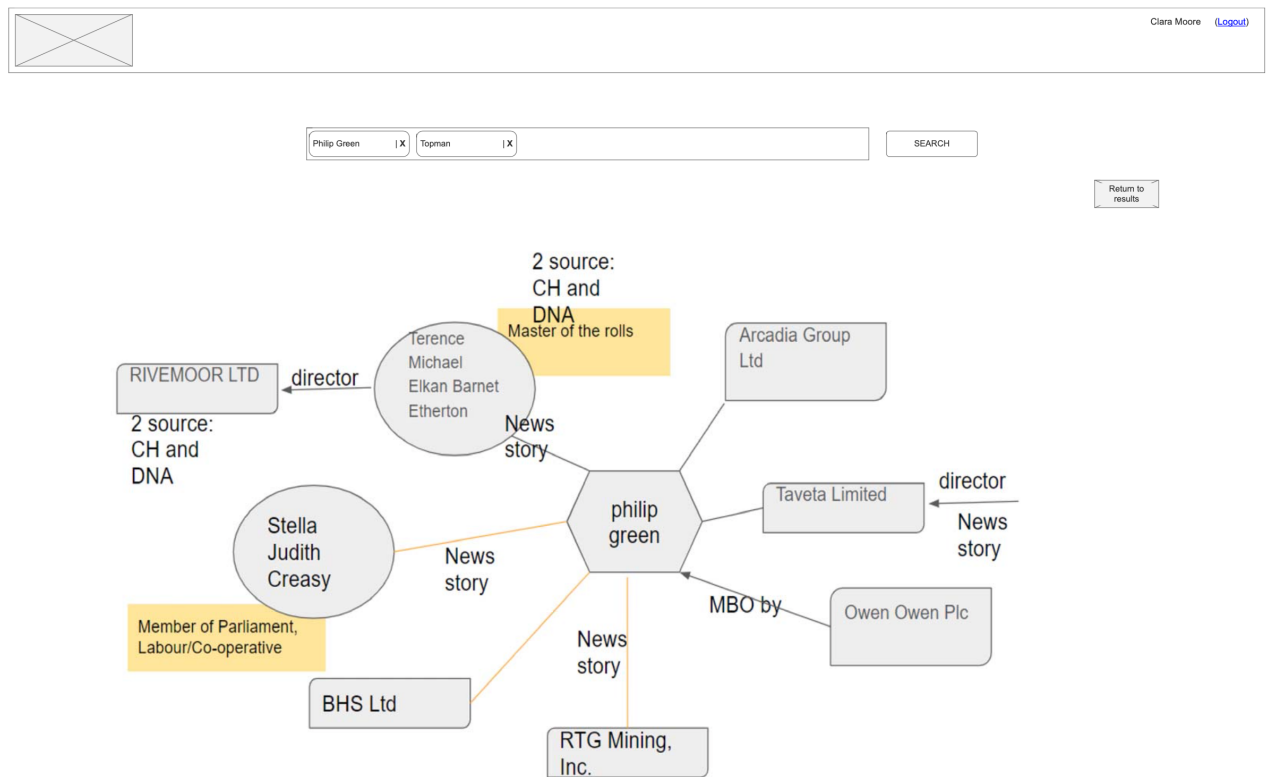 Clara Moore (Logout)
Philip Green | X Topman | X SEARCH
Return to
results
2 source:
CH and
DNA
Master of the rolls
Terence
Michael
Elkan Barnet
Etherton
Arcadia Group
Ltd
RIVEMOOR LTD
director
2 source:
CH and
DNA
News
story
philip
green
Taveta Limited
director
News
story
Stella
Judith
Creasy
News
story
Member of Parliament,
Labour/Co-operative
MBO by
Owen Owen Plc
News
story
BHS Ltd
RTG Mining,
Inc.